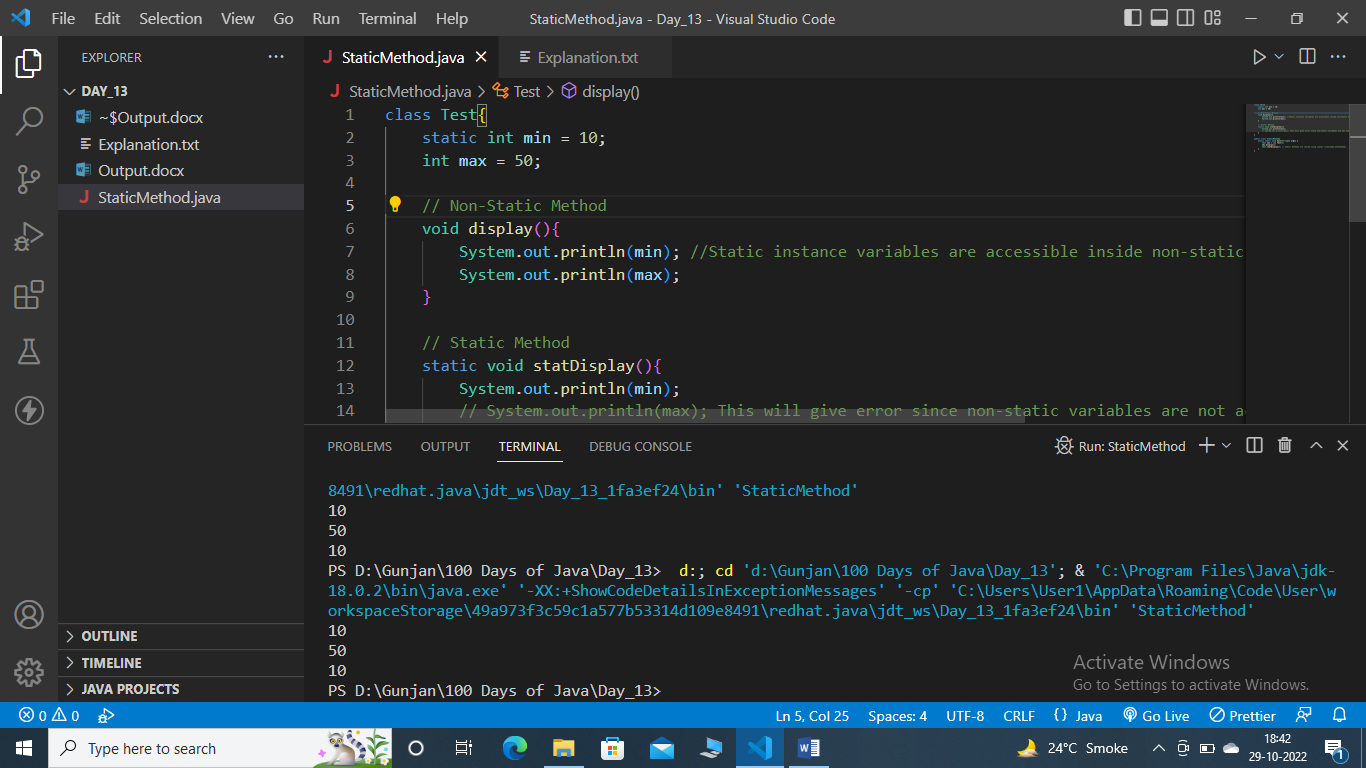 File Edit Selection View Go Run Terminal Help
StaticMethod.java - Day_13 - Visual Studio Code
EXPLORER
DAY_13
~$Output.docx
Explanation.txt
Output.docx
StaticMethod.java
OUTLINE
TIMELINE
JAVA PROJECTS
StaticMethod.java
Explanation.txt
StaticMethod.java > Test > display()
1 class Test{
2 static int min = 10;
3 int max = 50;
4
5 // Non-Static Method
6 void display(){
7 System.out.println(min); //Static instance variables are accessible inside non-static
8 System.out.println(max);
9 }
10
11 // Static Method
12 static void statDisplay(){
13 System.out.println(min);
14 // System.out.println(max); This will give error since non-static variables are not a
PROBLEMS OUTPUT TERMINAL DEBUG CONSOLE
Run: StaticMethod
8491\redhat.java\jdt_ws\Day_13_1fa3ef24\bin' 'StaticMethod'
10
50
10
PS D:\Gunjan\100 Days of Java\Day_13> d:; cd 'd:\Gunjan\100 Days of Java\Day_13'; & 'C:\Program Files\Java\jdk-
18.0.2\bin\java.exe' '-XX:+ShowCodeDetailsInExceptionMessages' '-cp' 'C:\Users\User1\AppData\Roaming\Code\User\w
orkspaceStorage\49a973f3c59c1a577b53314d109e8491\redhat.java\jdt_ws\Day_13_1fa3ef24\bin' 'StaticMethod'
10
50
10
PS D:\Gunjan\100 Days of Java\Day_13>
Activate Windows
Go to Settings to activate Windows.
0 0
Ln 5, Col 25 Spaces: 4 UTF-8 CRLF {} Java Go Live Prettier
Type here to search
24°C Smoke
18:42
29-10-2022
1